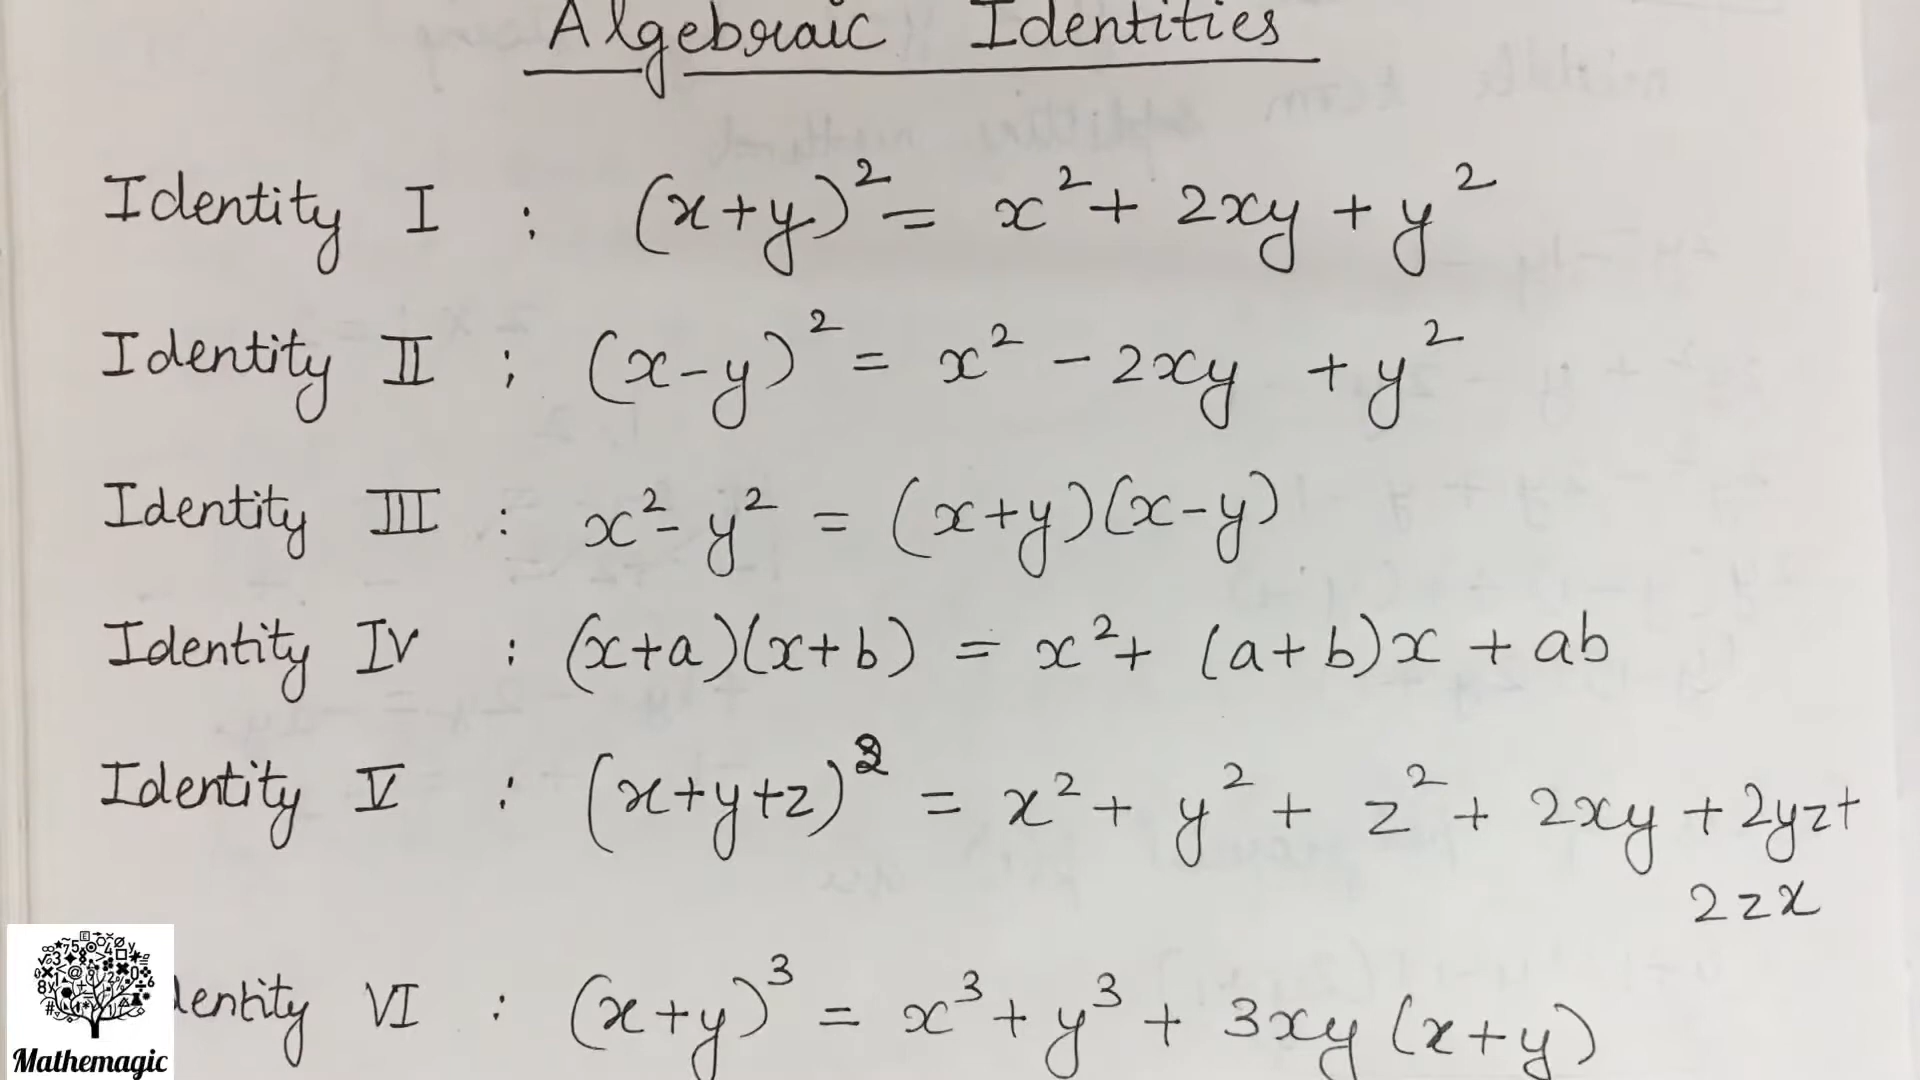 Algebraic Identities
Identity I : (x+y)² = x² + 2xy + y²
Identity II : (x-y)² = x² - 2xy + y²
Identity III : x² - y² = (x+y)(x-y)
Identity IV : (x+a)(x+b) = x² + (a+b)x + ab
Identity V : (x+y+z)² = x² + y² + z² + 2xy + 2yz +
2zx
dentity VI : (x+y)³ = x³ + y³ + 3xy (x+y)
Mathemagic